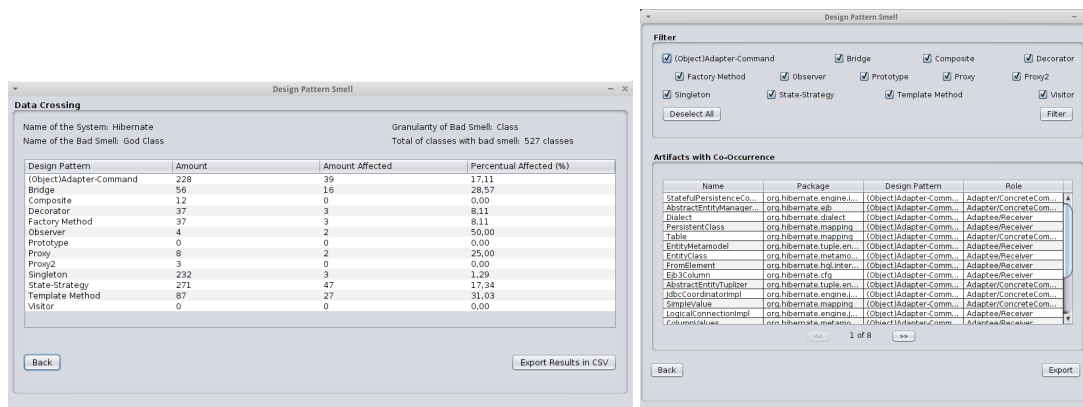 Design Pattern Smell
Data Crossing
Name of the System: Hibernate
Granularity of Bad Smell: Class
Name of the Bad Smell: God Class
Total of classes with bad smell: 527 classes
Design Pattern Amount Amount Affected Percentual Affected (%)
(Object)Adapter-Command 228 39 17,11
Bridge 56 16 28,57
Composite 12 0 0,00
Decorator 37 3 8,11
Factory Method 37 3 8,11
Observer 4 2 50,00
Prototype 0 0 0,00
Proxy 8 2 25,00
Proxy2 3 0 0,00
Singleton 232 3 1,29
State-Strategy 271 47 17,34
Template Method 87 27 31,03
Visitor 0 0 0,00
Back Export Results in CSV
Design Pattern Smell
Filter
(Object)Adapter-Command Bridge Composite Decorator
Factory Method Observer Prototype Proxy Proxy2
Singleton State-Strategy Template Method Visitor
Deselect All Filter
Artifacts with Co-Occurrence
Name Package Design Pattern Role
StatefulPersistenceCo... org.hibernate.engine.i... (Object)Adapter-Comm... Adapter/ConcreteCom...
AbstractEntityManager... org.hibernate.ejb (Object)Adapter-Comm... Adapter/ConcreteCom...
Dialect org.hibernate.dialect (Object)Adapter-Comm... Adaptee/Receiver
PersistentClass org.hibernate.mapping (Object)Adapter-Comm... Adaptee/Receiver
Table org.hibernate.mapping (Object)Adapter-Comm... Adapter/ConcreteCom...
EntityMetamodel org.hibernate.tuple.en... (Object)Adapter-Comm... Adaptee/Receiver
EntityClass org.hibernate.metamo... (Object)Adapter-Comm... Adaptee/Receiver
FromElement org.hibernate.hql.inter... (Object)Adapter-Comm... Adaptee/Receiver
Ejb3Column org.hibernate.cfg (Object)Adapter-Comm... Adaptee/Receiver
AbstractEntityTuplizer org.hibernate.tuple.en... (Object)Adapter-Comm... Adapter/ConcreteCom...
JdbcCoordinatorImpl org.hibernate.engine.j... (Object)Adapter-Comm... Adapter/ConcreteCom...
SimpleValue org.hibernate.mapping (Object)Adapter-Comm... Adaptee/Receiver
LogicalConnectionImpl org.hibernate.engine.j... (Object)Adapter-Comm... Adaptee/Receiver
ColumnValues org.hibernate.metamo... (Object)Adapter-Comm... Adaptee/Receiver
<< 1 of 8 >>
Back Export